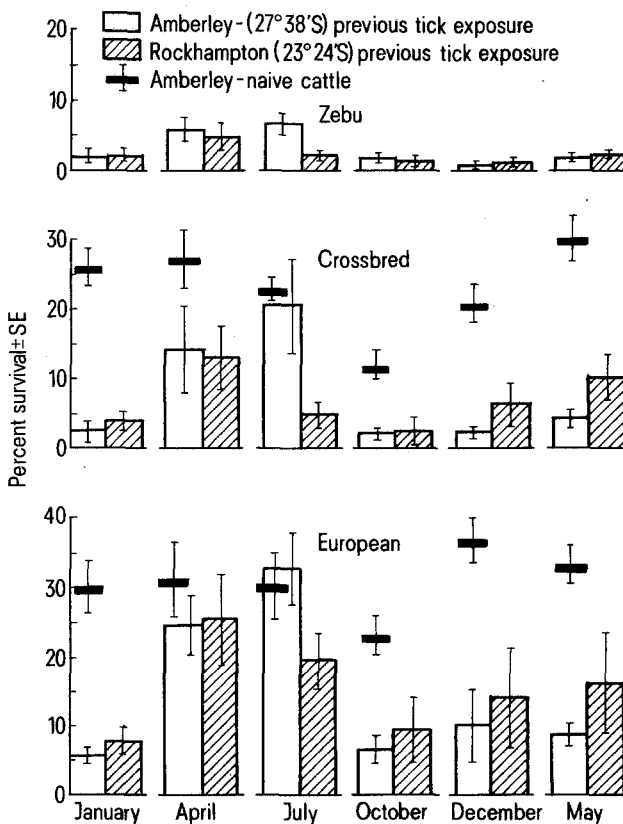 Amberley-(27°38'S) previous tick exposure
Rockhampton (23°24'S) previous tick exposure
Amberley-naive cattle
20
10
0
Zebu
30
20
10
0
Crossbred
40
30
20
10
0
European
Percent survival±SE
January April July October December May